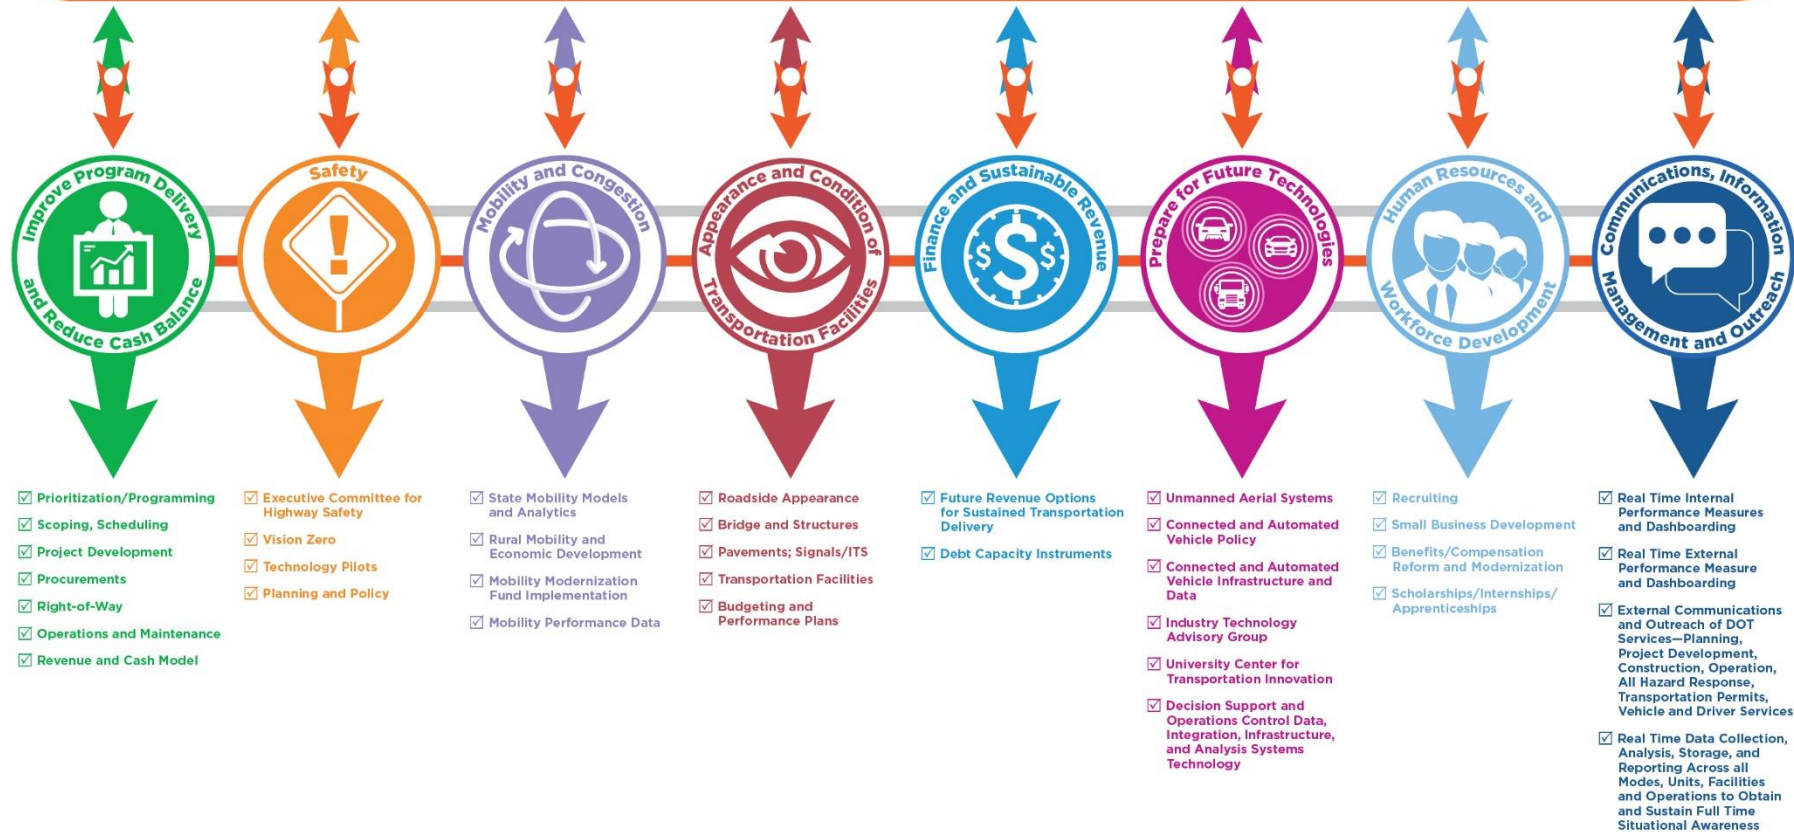 Improve Program Delivery
and Reduce Cash Balance
Safety
Mobility and Congestion
Appearance and Condition of
Transportation Facilities
Finance and Sustainable Revenue
$ $ $
Prepare for Future Technologies
Human Resources and
Workforce Development
Communications, Information
Management and Outreach
Prioritization/Programming
Scoping, Scheduling
Project Development
Procurements
Right-of-Way
Operations and Maintenance
Revenue and Cash Model
Executive Committee for
Highway Safety
Vision Zero
Technology Pilots
Planning and Policy
State Mobility Models
and Analytics
Rural Mobility and
Economic Development
Mobility Modernization
Fund Implementation
Mobility Performance Data
Roadside Appearance
Bridge and Structures
Pavements; Signals/ITS
Transportation Facilities
Budgeting and
Performance Plans
Future Revenue Options
for Sustained Transportation
Delivery
Debt Capacity Instruments
Unmanned Aerial Systems
Connected and Automated
Vehicle Policy
Connected and Automated
Vehicle Infrastructure and
Data
Industry Technology
Advisory Group
University Center for
Transportation Innovation
Decision Support and
Operations Control Data,
Integration, Infrastructure,
and Analysis Systems
Technology
Recruiting
Small Business Development
Benefits/Compensation
Reform and Modernization
Scholarships/Internships/
Apprenticeships
Real Time Internal
Performance Measures
and Dashboarding
Real Time External
Performance Measure
and Dashboarding
External Communications
and Outreach of DOT
Services—Planning,
Project Development,
Construction, Operation,
All Hazard Response,
Transportation Permits,
Vehicle and Driver Services
Real Time Data Collection,
Analysis, Storage, and
Reporting Across all
Modes, Units, Facilities
and Operations to Obtain
and Sustain Full Time
Situational Awareness